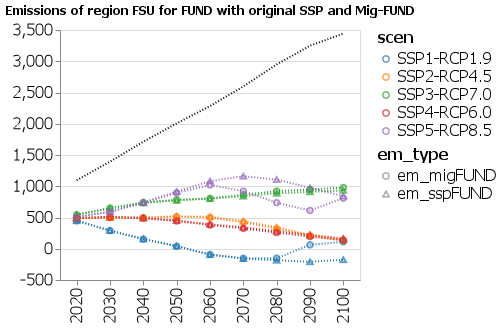 Emissions of region FSU for FUND with original SSP and Mig-FUND
3,500
3,000
2,500
2,000
1,500
1,000
500
0
-500
2020
2030
2040
2050
2060
2070
2080
2090
2100
scen
SSP1-RCP1.9
SSP2-RCP4.5
SSP3-RCP7.0
SSP4-RCP6.0
SSP5-RCP8.5
em_type
em_migFUND
em_sspFUND